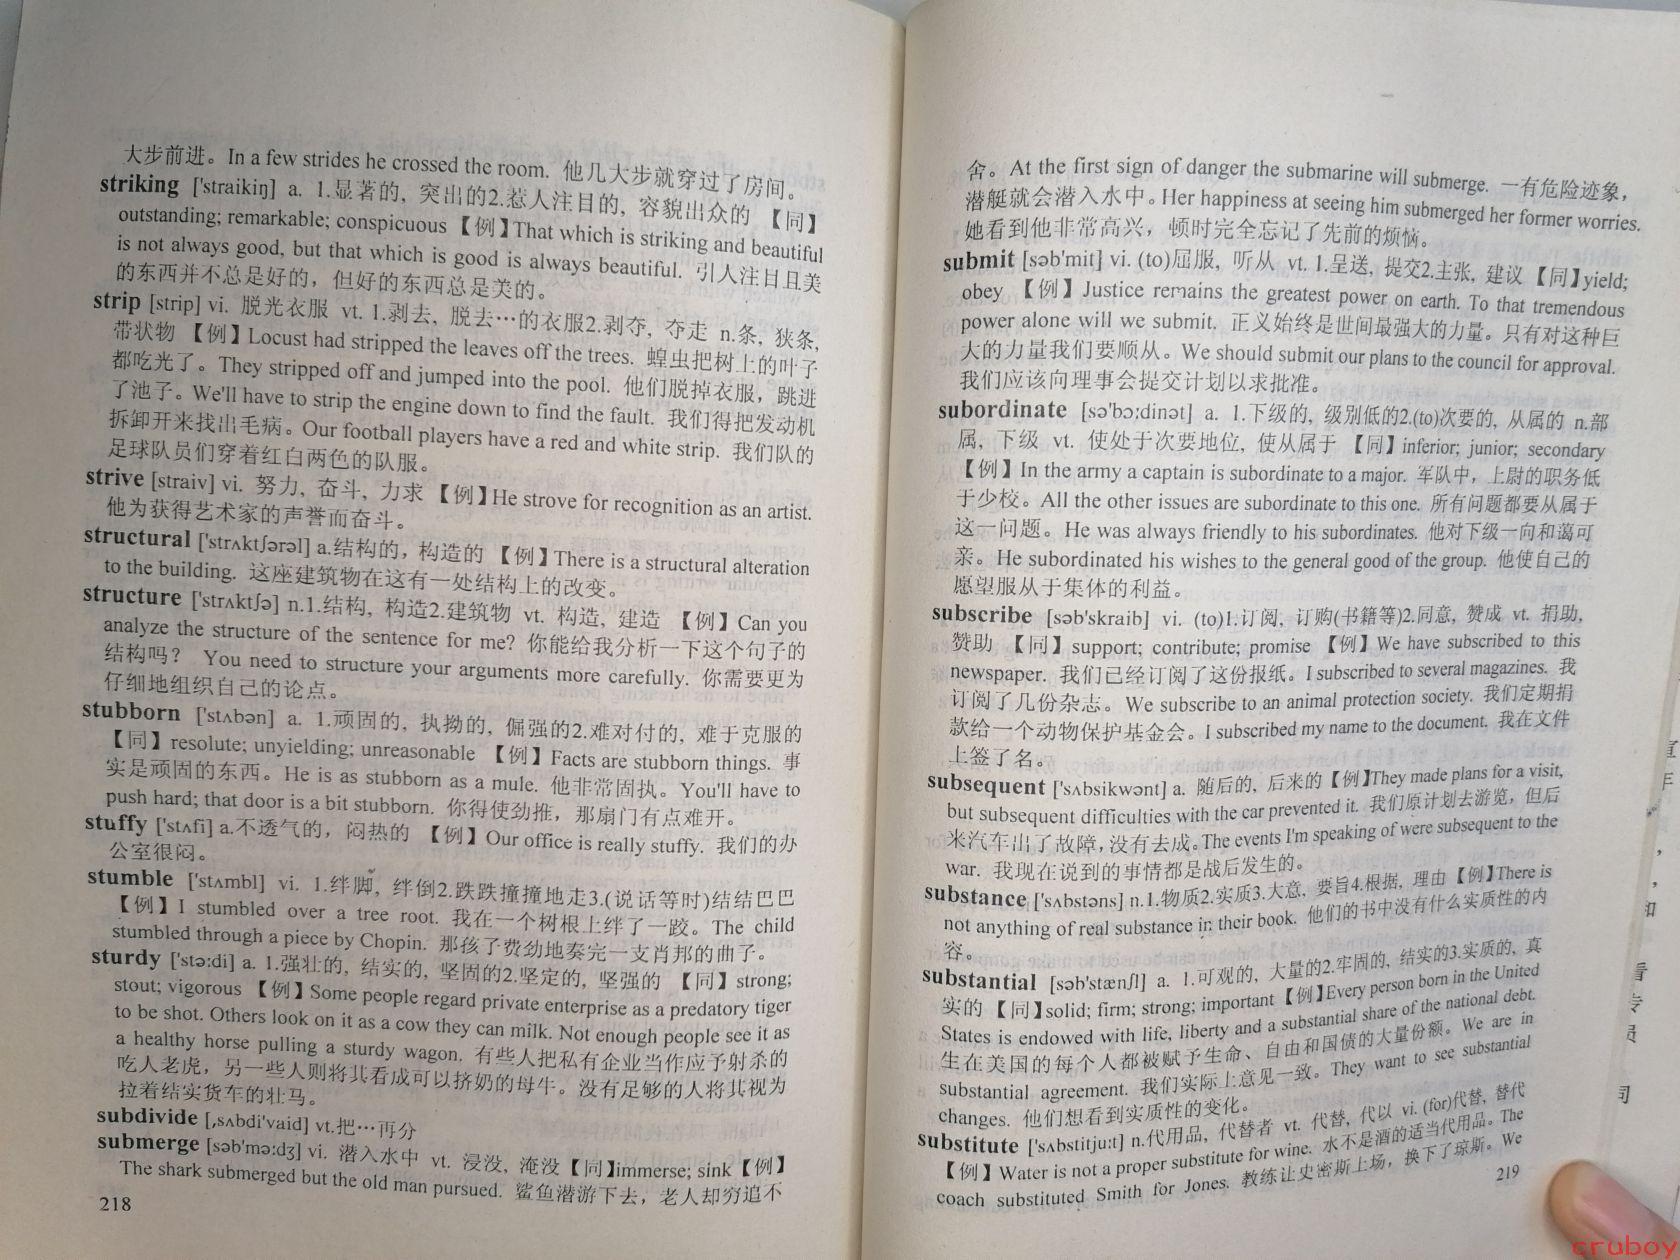 大步前进。In a few strides he crossed the room. 他几大步就穿过了房间。
striking ['straikiŋ] a. 1.显著的, 突出的2.惹人注目的, 容貌出众的 【同】
outstanding; remarkable; conspicuous【例】That which is striking and beautiful
is not always good, but that which is good is always beautiful. 引人注目且美
的东西并不总是好的，但好的东西总是美的。
strip [strip] vi. 脱光衣服 vt. 1.剥去, 脱去…的衣服2.剥夺, 夺走 n.条, 狭条,
带状物 【例】Locust had stripped the leaves off the trees. 蝗虫把树上的叶子
都吃光了。They stripped off and jumped into the pool. 他们脱掉衣服，跳进
了池子。We'll have to strip the engine down to find the fault. 我们得把发动机
拆卸开来找出毛病。Our football players have a red and white strip. 我们队的
足球队员们穿着红白两色的队服。
strive [straiv] vi. 努力, 奋斗, 力求 【例】He strove for recognition as an artist.
他为获得艺术家的声誉而奋斗。
structural ['strʌktʃərəl] a.结构的，构造的 【例】There is a structural alteration
to the building. 这座建筑物在这有一处结构上的改变。
structure ['strʌktʃə] n.1.结构, 构造2.建筑物 vt. 构造, 建造 【例】Can you
analyze the structure of the sentence for me? 你能给我分析一下这个句子的
结构吗？ You need to structure your arguments more carefully. 你需要更为
仔细地组织自己的论点。
stubborn ['stʌbən] a. 1.顽固的, 执拗的, 倔强的2.难对付的, 难于克服的
【同】resolute; unyielding; unreasonable 【例】Facts are stubborn things. 事
实是顽固的东西。He is as stubborn as a mule. 他非常固执。You'll have to
push hard; that door is a bit stubborn. 你得使劲推，那扇门有点难开。
stuffy ['stʌfi] a.不透气的，闷热的 【例】Our office is really stuffy. 我们的办
公室很闷。
stumble ['stʌmbl] vi. 1.绊脚, 绊倒2.跌跌撞撞地走3.(说话等时)结结巴巴
【例】I stumbled over a tree root. 我在一个树根上绊了一跤。The child
stumbled through a piece by Chopin. 那孩子费劲地奏完一支肖邦的曲子。
sturdy ['stə:di] a. 1.强壮的, 结实的, 坚固的2.坚定的, 坚强的 【同】strong;
stout; vigorous 【例】Some people regard private enterprise as a predatory tiger
to be shot. Others look on it as a cow they can milk. Not enough people see it as
a healthy horse pulling a sturdy wagon. 有些人把私有企业当作应予射杀的
吃人老虎，另一些人则将其看成可以挤奶的母牛。没有足够的人将其视为
拉着结实货车的壮马。
subdivide [,sʌbdi'vaid] vt.把…再分
submerge [səb'mə:dʒ] vi. 潜入水中 vt. 浸没, 淹没【同】immerse; sink【例】
The shark submerged but the old man pursued. 鲨鱼潜游下去，老人却穷追不
218
舍。At the first sign of danger the submarine will submerge. 一有危险迹象，
潜艇就会潜入水中。Her happiness at seeing him submerged her former worries.
她看到他非常高兴，顿时完全忘记了先前的烦恼。
submit [səb'mit] vi. (to)屈服, 听从 vt. 1.呈送, 提交2.主张, 建议 【同】yield;
obey 【例】Justice remains the greatest power on earth. To that tremendous
power alone will we submit. 正义始终是世间最强大的力量。只有对这种巨
大的力量我们要顺从。We should submit our plans to the council for approval.
我们应该向理事会提交计划以求批准。
subordinate [sə'bɔ:dinət] a. 1.下级的, 级别低的2.(to)次要的, 从属的 n.部
属, 下级 vt. 使处于次要地位, 使从属于 【同】inferior; junior; secondary
【例】In the army a captain is subordinate to a major. 军队中，上尉的职务低
于少校。All the other issues are subordinate to this one. 所有问题都要从属于
这一问题。He was always friendly to his subordinates. 他对下级一向和蔼可
亲。He subordinated his wishes to the general good of the group. 他使自己的
愿望服从于集体的利益。
subscribe [səb'skraib] vi. (to)1.订阅, 订购(书籍等)2.同意, 赞成 vt. 捐助,
赞助 【同】support; contribute; promise 【例】We have subscribed to this
newspaper. 我们已经订阅了这份报纸。I subscribed to several magazines. 我
订阅了几份杂志。We subscribe to an animal protection society. 我们定期捐
款给一个动物保护基金会。I subscribed my name to the document. 我在文件
上签了名。
subsequent ['sʌbsikwənt] a. 随后的, 后来的【例】They made plans for a visit,
but subsequent difficulties with the car prevented it. 我们原计划去游览，但后
来汽车出了故障，没有去成。The events I'm speaking of were subsequent to the
war. 我现在说到的事情都是战后发生的。
substance ['sʌbstəns] n.1.物质2.实质3.大意, 要旨4.根据, 理由【例】There is
not anything of real substance in their book. 他们的书中没有什么实质性的内
容。
substantial [səb'stænʃl] a. 1.可观的, 大量的2.牢固的, 结实的3.实质的, 真
实的 【同】solid; firm; strong; important 【例】Every person born in the United
States is endowed with life, liberty and a substantial share of the national debt.
生在美国的每个人都被赋予生命、自由和国债的大量份额。We are in
substantial agreement. 我们实际上意见一致。They want to see substantial
changes. 他们想看到实质性的变化。
substitute ['sʌbstitju:t] n.代用品, 代替者 vt. 代替, 代以 vi. (for)代替, 替代
【例】Water is not a proper substitute for wine. 水不是酒的适当代用品。The
coach substituted Smith for Jones. 教练让史密斯上场，换下了琼斯。We
219
cruboy